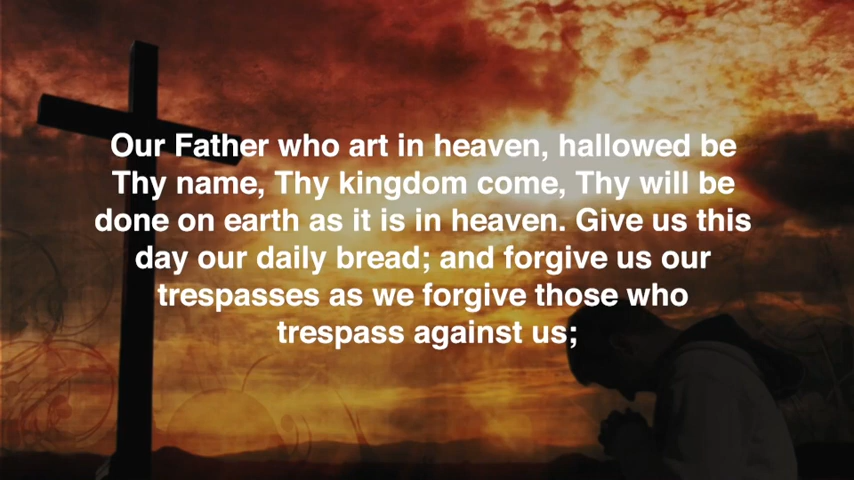 Our Father who art in heaven, hallowed be
Thy name, Thy kingdom come, Thy will be
done on earth as it is in heaven. Give us this
day our daily bread; and forgive us our
trespasses as we forgive those who
trespass against us;